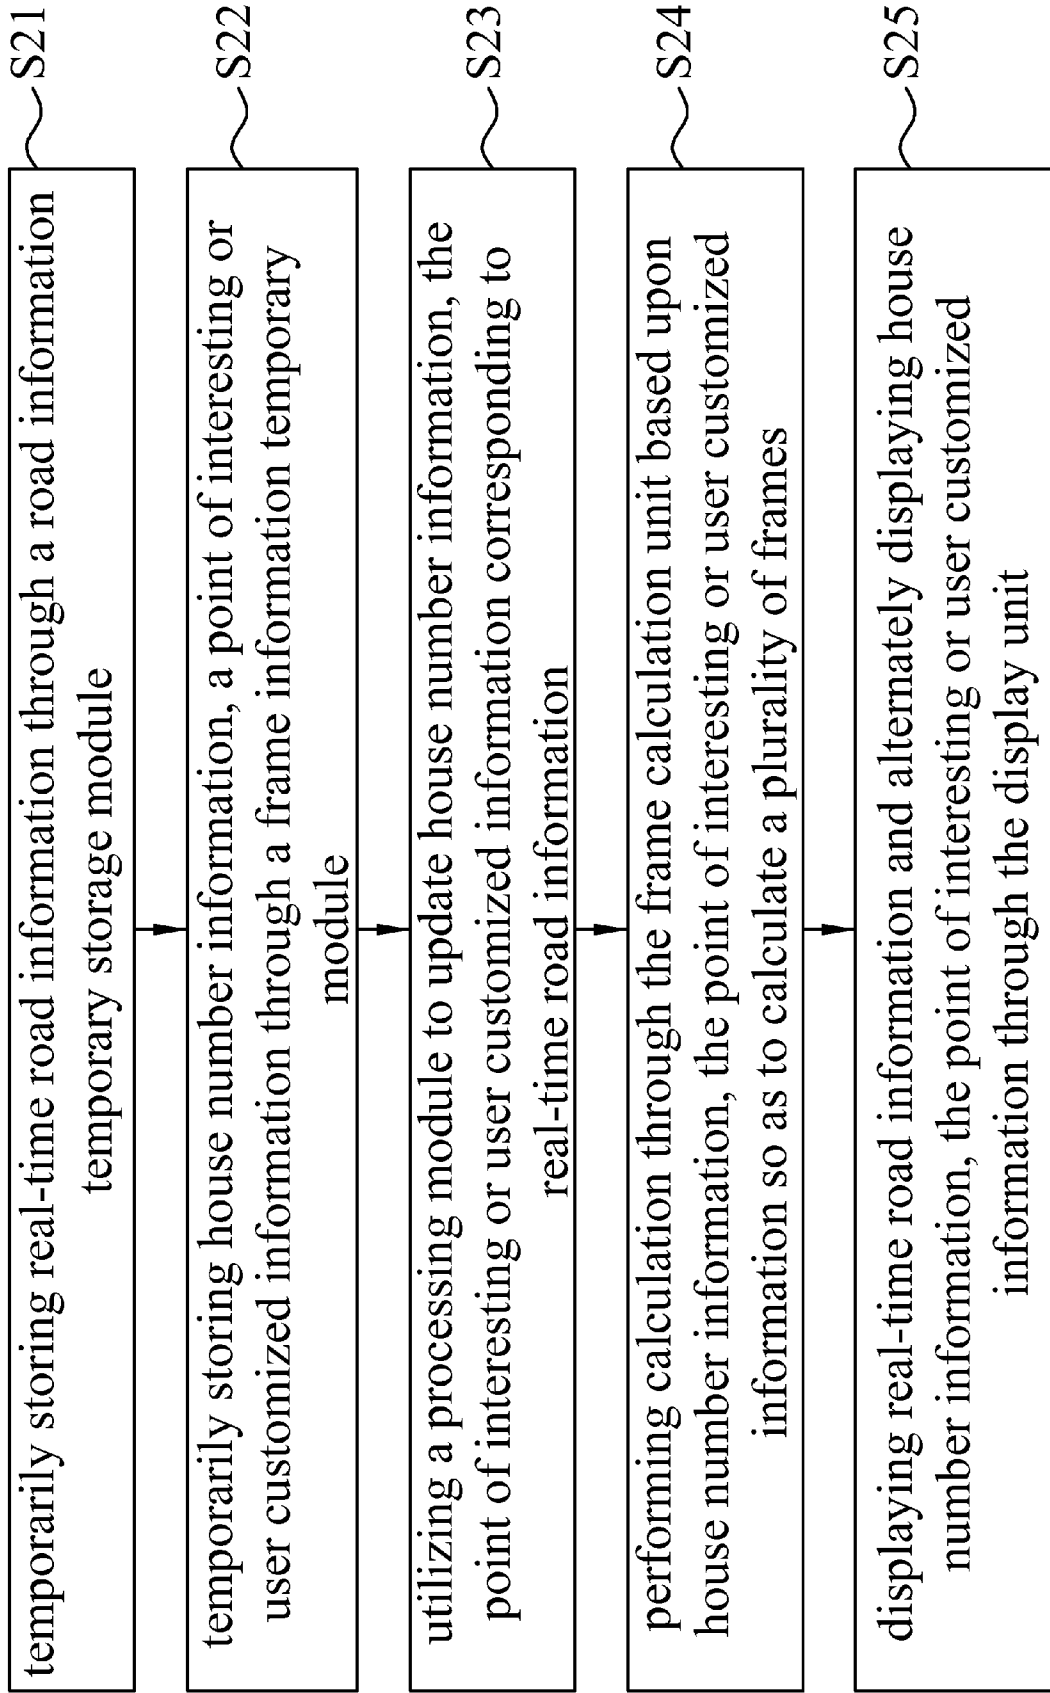 temporarily storing real-time road information through a road information
temporary storage module
S21
temporarily storing house number information, a point of interesting or
user customized information through a frame information temporary
module
S22
utilizing a processing module to update house number information, the
point of interesting or user customized information corresponding to
real-time road information
S23
performing calculation through the frame calculation unit based upon
house number information, the point of interesting or user customized
information so as to calculate a plurality of frames
S24
displaying real-time road information and alternately displaying house
number information, the point of interesting or user customized
information through the display unit
S25